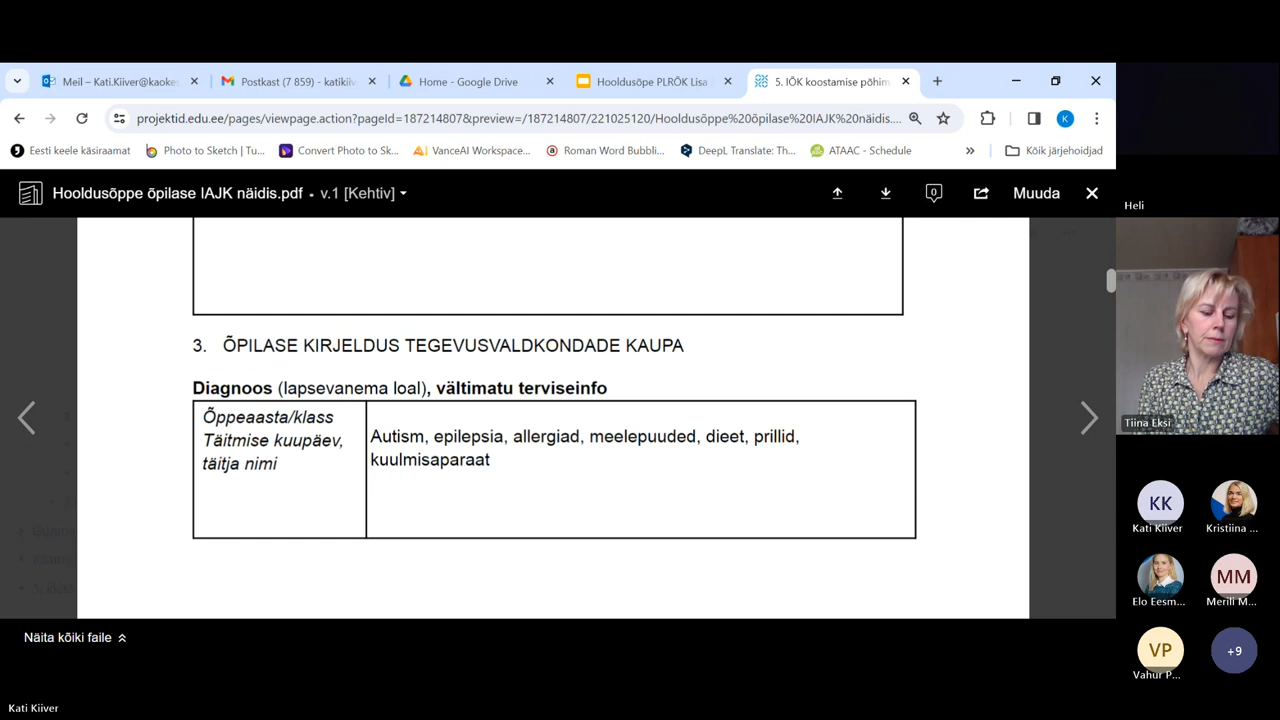 Meil – Kati.Kiiver@kaoke
Postkast (7 859) - katikiiv
Home - Google Drive
Hooldusõpe PLRÕK Lisa
5. IÕK koostamise põhim
projektid.edu.ee/pages/viewpage.action?pageId=187214807&preview=/187214807/221025120/Hooldusõppe%20õpilase%20IAJK%20näidis....
K
Eesti keele käsiraamat
Photo to Sketch | Tu...
Convert Photo to Sk...
VanceAI Workespace...
Roman Word Bubbli...
DeepL Translate: Th...
ATAAC - Schedule
»
Kõik järjehoidjad
Hooldusõppe õpilase IAJK näidis.pdf • v.1 [Kehtiv]
0
Muuda
3. ÕPILASE KIRJELDUS TEGEVUSVALDKONDADE KAUPA
Diagnoos (lapsevanema loal), vältimatu terviseinfo
Õppeaasta/klass
Täitmise kuupäev,
täitja nimi
Autism, epilepsia, allergiad, meelepuuded, dieet, prillid,
kuulmisaparaat
Näita kõiki faile
Kati Kiiver
Heli
Tiina Eksi
KK
Kati Kiiver
Kristiina ...
Elo Eesm...
MM
Merili M...
VP
Vahur P...
+9